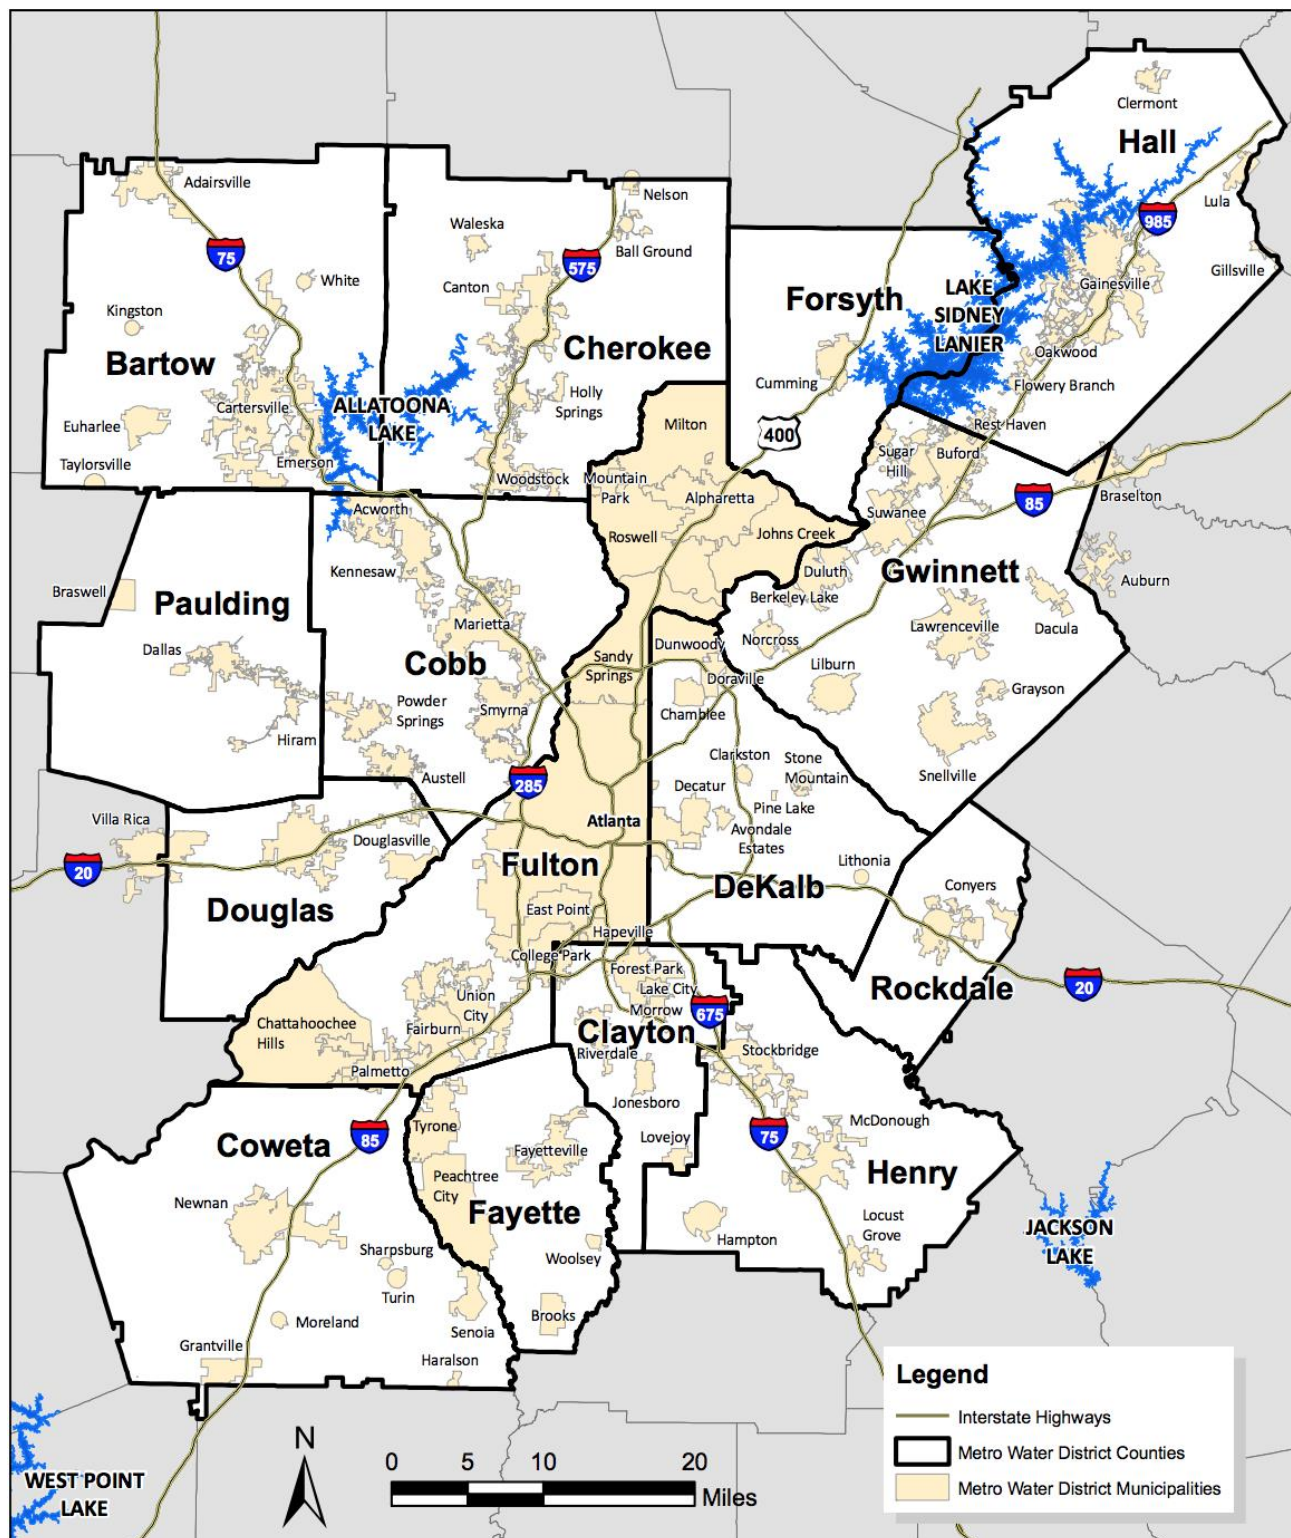 Clermont
Hall
Adairsville
Nelson
Waleska
Lula
985
75
Ball Ground
575
White
Canton
Gillsville
Gainesville
Forsyth
LAKE
SIDNEY
LANIER
Kingston
Bartow
Cherokee
Oakwood
Cumming
Flowery Branch
Holly
Springs
Cartersville
ALLATOONA
LAKE
Euharlee
Milton
400
Rest Haven
Sugar
Hill
Buford
Taylorsville
Emerson
Woodstock
Mountain
Park
Alpharetta
85
Braselton
Acworth
Suwanee
Roswell
Johns Creek
Kennesaw
Duluth
Gwinnett
Auburn
Braswell
Paulding
Berkeley Lake
Marietta
Lawrenceville
Dacula
Dallas
Cobb
Sandy
Springs
Dunwoody
Norcross
Lilburn
Doraville
Grayson
Powder
Springs
Smyrna
Chamblee
Hiram
Clarkston
Stone
Mountain
Snellville
Austell
285
Decatur
Pine Lake
Villa Rica
Douglasville
Atlanta
Avondale
Estates
20
Fulton
Lithonia
DeKalb
Conyers
Douglas
East Point
Hapeville
College Park
Forest Park
Lake City
Rockdale
20
Union
City
Morrow
675
Chattahoochee
Hills
Fairburn
Clayton
Riverdale
Stockbridge
Palmetto
Jonesboro
Tyrone
McDonough
Coweta
85
Lovejoy
75
Fayetteville
Peachtree
City
Henry
Newnan
Fayette
Locust
Grove
Hampton
JACKSON
LAKE
Sharpsburg
Woolsey
Turin
Moreland
Brooks
Senoia
Grantville
Haralson
Legend
Interstate Highways
Metro Water District Counties
Metro Water District Municipalities
N
0 5 10 20
Miles
WEST POINT
LAKE